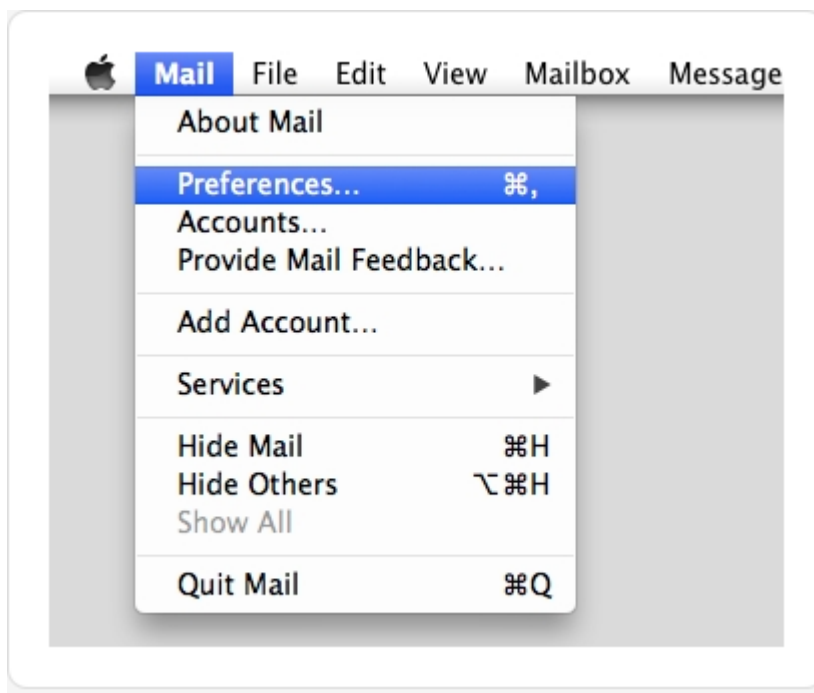 Mail File Edit View Mailbox Message
About Mail
Preferences... ⌘,
Accounts...
Provide Mail Feedback...
Add Account...
Services ▶
Hide Mail ⌘H
Hide Others ⌥⌘H
Show All
Quit Mail ⌘Q